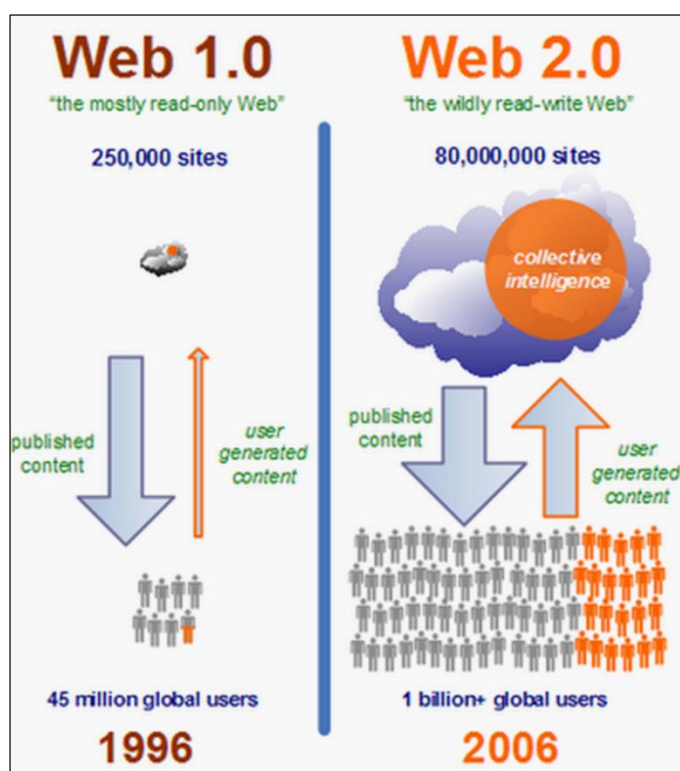 Web 1.0
"the mostly read-only Web"
250,000 sites
published
content
user
generated
content
45 million global users
1996
Web 2.0
"the wildly read-write Web"
80,000,000 sites
collective
intelligence
published
content
user
generated
content
1 billion+ global users
2006